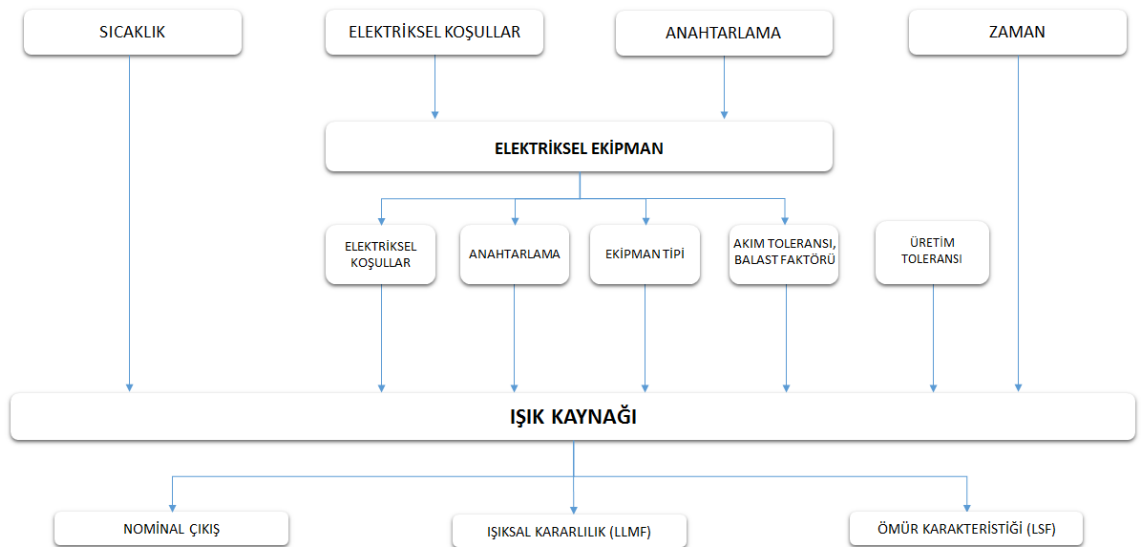 SICAKLIK
ELEKTRİKSEL KOŞULLAR
ANAHTARLAMA
ZAMAN
ELEKTRİKSEL EKİPMAN
ELEKTRİKSEL
KOŞULLAR
ANAHTARLAMA
EKİPMAN TİPİ
AKIM TOLERANSI,
BALAST FAKTÖRÜ
ÜRETİM
TOLERANSI
IŞIK KAYNAĞI
NOMİNAL ÇIKIŞ
IŞIKSAL KARARLILIK (LLMF)
ÖMÜR KARAKTERİSTİĞİ (LSF)